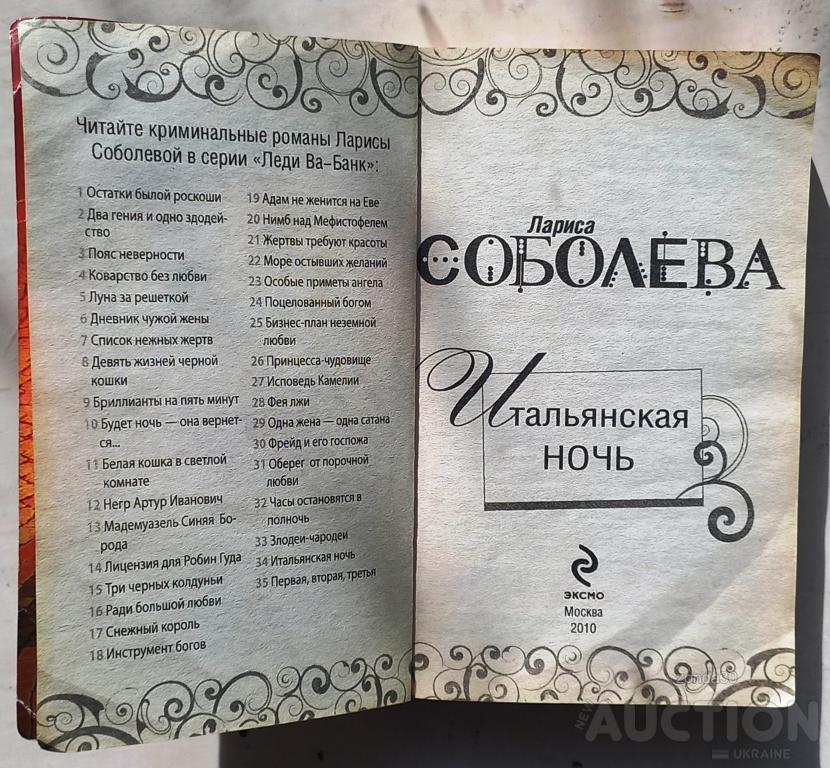 Читайте криминальные романы Ларисы
Соболевой в серии «Леди Ва-Банк»:
1 Остатки былой роскоши
2 Два гения и одно здодей-
ство
3 Пояс неверности
4 Коварство без любви
5 Луна за решеткой
6 Дневник чужой жены
7 Список нежных жертв
8 Девять жизней черной
кошки
9 Бриллианты на пять минут
10 Будет ночь — она вернет-
ся...
11 Белая кошка в светлой
комнате
12 Негр Артур Иванович
13 Мадемуазель Синяя Бо-
рода
14 Лицензия для Робин Гуда
15 Три черных колдуньи
16 Ради большой любви
17 Снежный король
18 Инструмент богов
19 Адам не женится на Еве
20 Нимб над Мефистофелем
21 Жертвы требуют красоты
22 Море остывших желаний
23 Особые приметы ангела
24 Поцелованный богом
25 Бизнес-план неземной
любви
26 Принцесса-чудовище
27 Исповедь Камелии
28 Фея лжи
29 Одна жена — одна сатана
30 Фрейд и его госпожа
31 Оберег от порочной
любви
32 Часы остановятся в
полночь
33 Злодеи-чародеи
34 Итальянская ночь
35 Первая, вторая, третья
Лариса
СОБОЛЕВА
Итальянская
НОЧЬ
ЭКСМО
Москва
2010
NEW
AUCTION
UKRAINE